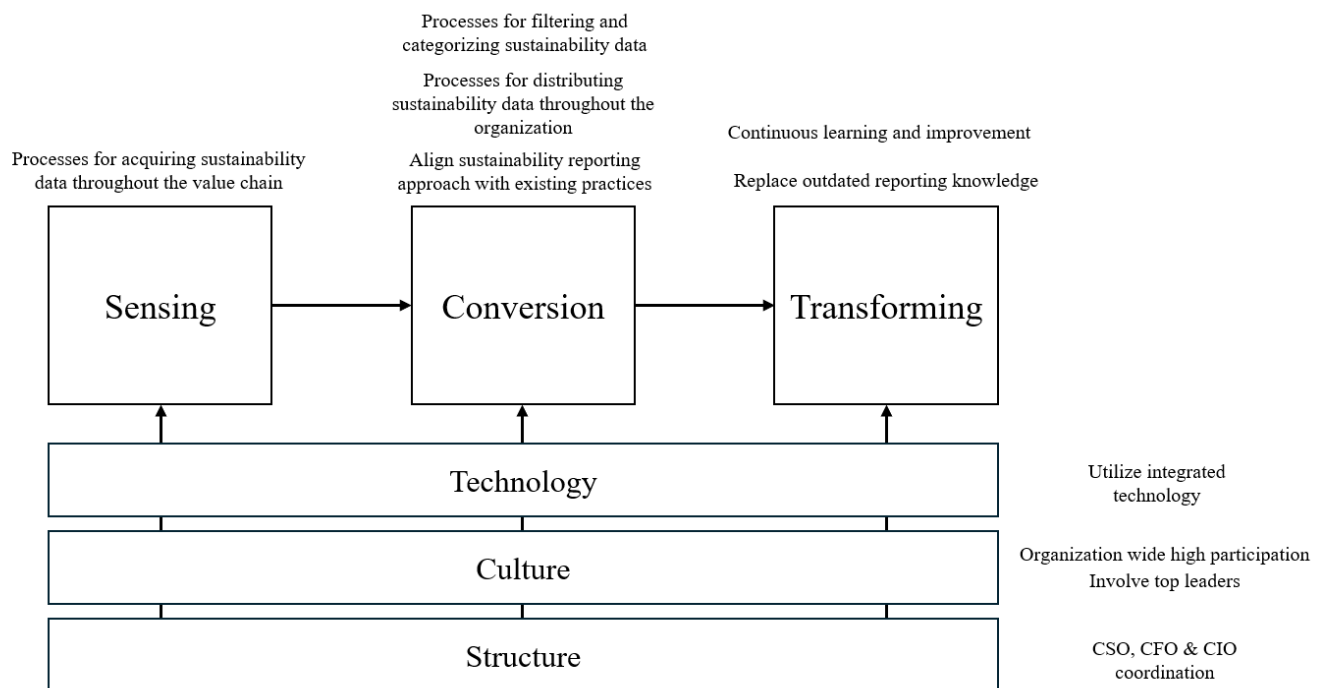 Processes for filtering and
categorizing sustainability data
Processes for distributing
sustainability data throughout the
organization
Align sustainability reporting
approach with existing practices
Processes for acquiring sustainability
data throughout the value chain
Continuous learning and improvement
Replace outdated reporting knowledge
Sensing
Conversion
Transforming
Technology
Utilize integrated
technology
Culture
Organization wide high participation
Involve top leaders
Structure
CSO, CFO & CIO
coordination